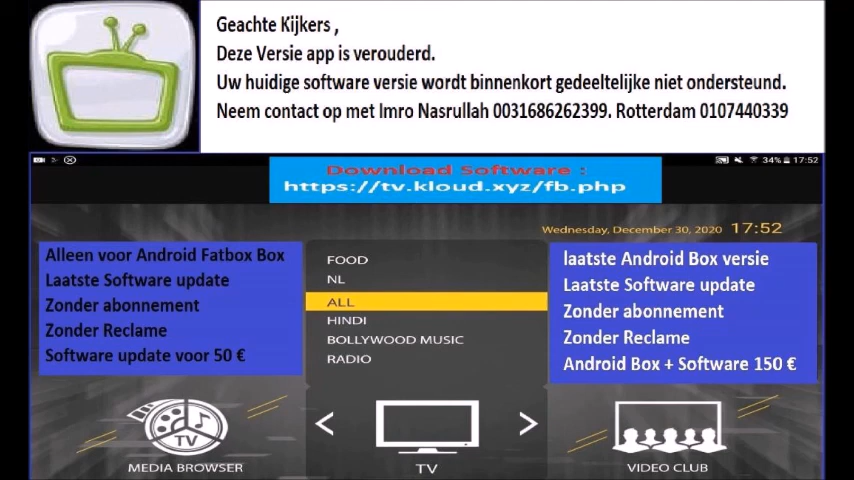 Geachte Kijkers ,
Deze Versie app is verouderd.
Uw huidige software versie wordt binnenkort gedeeltelijke niet ondersteund.
Neem contact op met Imro Nasrullah 0031686262399. Rotterdam 0107440339
34% 17:52
Download Software :
https://tv.kloud.xyz/fb.php
Wednesday, December 30, 2020 17:52
Alleen voor Android Fatbox Box
Laatste Software update
Zonder abonnement
Zonder Reclame
Software update voor 50 €
FOOD
NL
ALL
HINDI
BOLLYWOOD MUSIC
RADIO
laatste Android Box versie
Laatste Software update
Zonder abonnement
Zonder Reclame
Android Box + Software 150 €
TV
MEDIA BROWSER
< >
TV
VIDEO CLUB